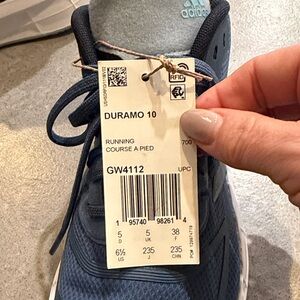 adidas
RFID
DURAMO 10
RUNNING
COURSE A PIED
700
GW4112
UPC
1 95740 98261 4
5 5 38
D UK F
6½ 235 235
US J CHN